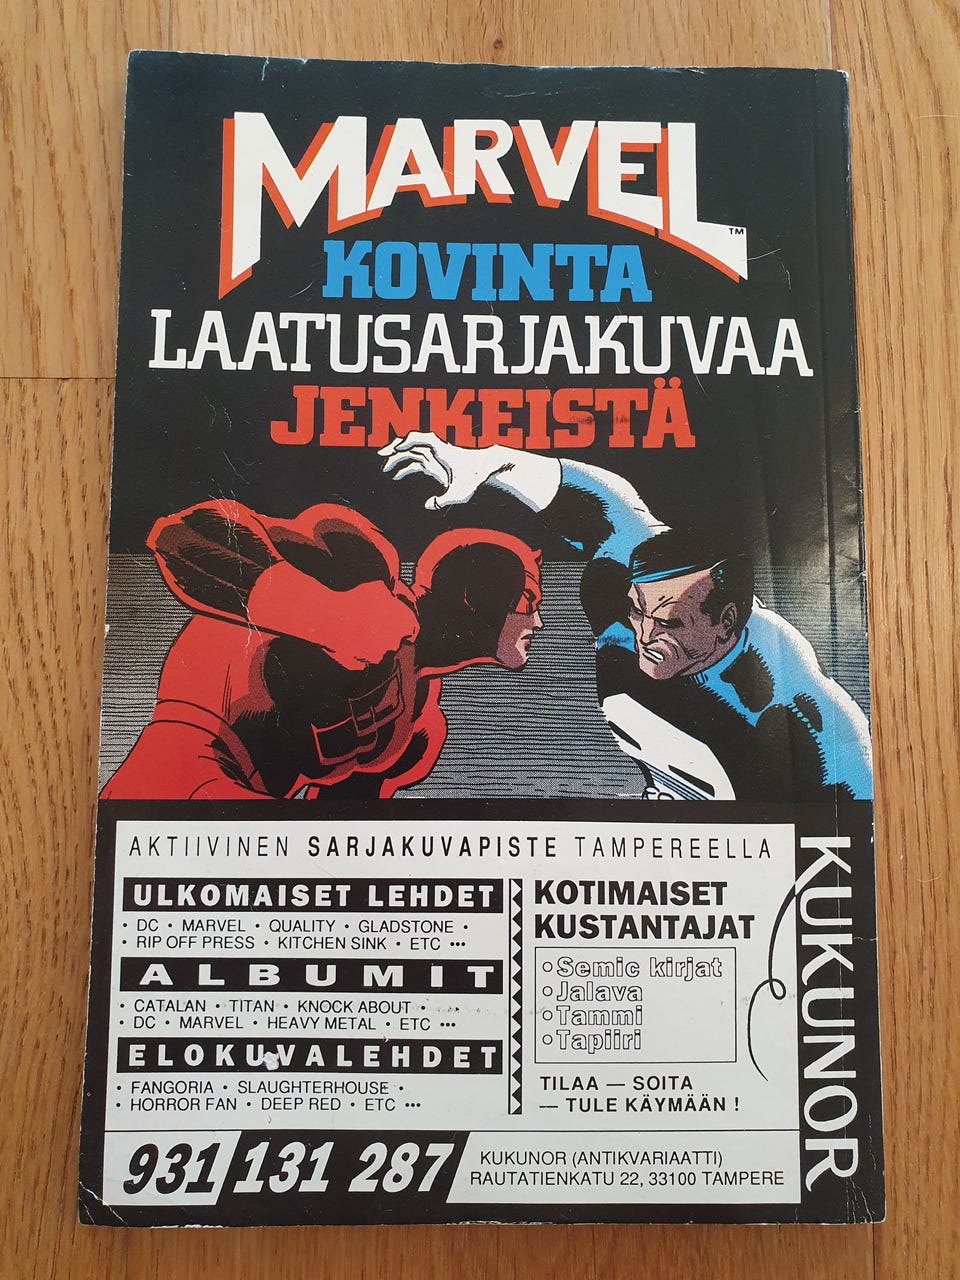 MARVEL™
KOVINTA
LAATUSARJAKUVAA
JENKEISTÄ
AKTIIVINEN SARJAKUVAPISTE TAMPEREELLA
ULKOMAISET LEHDET
• DC • MARVEL • QUALITY • GLADSTONE •
• RIP OFF PRESS • KITCHEN SINK • ETC •••
ALBUMIT
• CATALAN • TITAN • KNOCK ABOUT •
• DC • MARVEL • HEAVY METAL • ETC •••
ELOKUVALEHDET
• FANGORIA • SLAUGHTERHOUSE •
• HORROR FAN • DEEP RED • ETC •••
KOTIMAISET
KUSTANTAJAT
• Semic kirjat
• Jalava
• Tammi
• Tapiiri
TILAA — SOITA
— TULE KÄYMÄÄN !
KUKUNOR
931 131 287
KUKUNOR (ANTIKVARIAATTI)
RAUTATIENKATU 22, 33100 TAMPERE